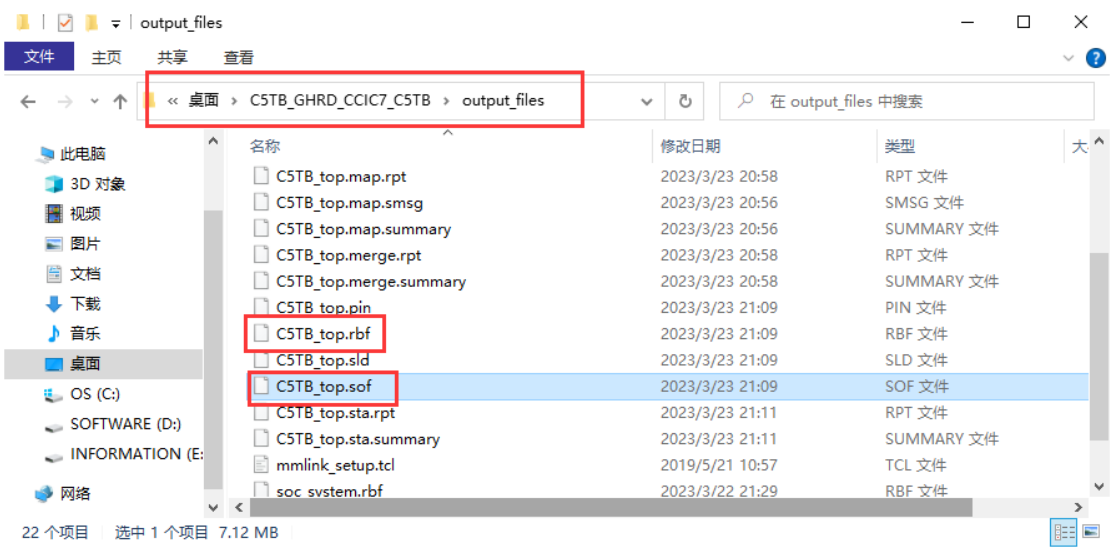 output_files
文件 主页 共享 查看
« 桌面 › C5TB_GHRD_CCIC7_C5TB › output_files
在 output_files 中搜索
此电脑
3D 对象
视频
图片
文档
下载
音乐
桌面
OS (C:)
SOFTWARE (D:)
INFORMATION (E:
网络
名称 修改日期 类型 大
C5TB_top.map.rpt 2023/3/23 20:58 RPT 文件
C5TB_top.map.smsg 2023/3/23 20:56 SMSG 文件
C5TB_top.map.summary 2023/3/23 20:56 SUMMARY 文件
C5TB_top.merge.rpt 2023/3/23 20:58 RPT 文件
C5TB_top.merge.summary 2023/3/23 20:58 SUMMARY 文件
C5TB_top.pin 2023/3/23 21:09 PIN 文件
C5TB_top.rbf 2023/3/23 21:09 RBF 文件
C5TB_top.sld 2023/3/23 21:09 SLD 文件
C5TB_top.sof 2023/3/23 21:09 SOF 文件
C5TB_top.sta.rpt 2023/3/23 21:11 RPT 文件
C5TB_top.sta.summary 2023/3/23 21:11 SUMMARY 文件
mmlink_setup.tcl 2019/5/21 10:57 TCL 文件
soc_system.rbf 2023/3/22 21:29 RBF 文件
22 个项目 选中 1 个项目 7.12 MB